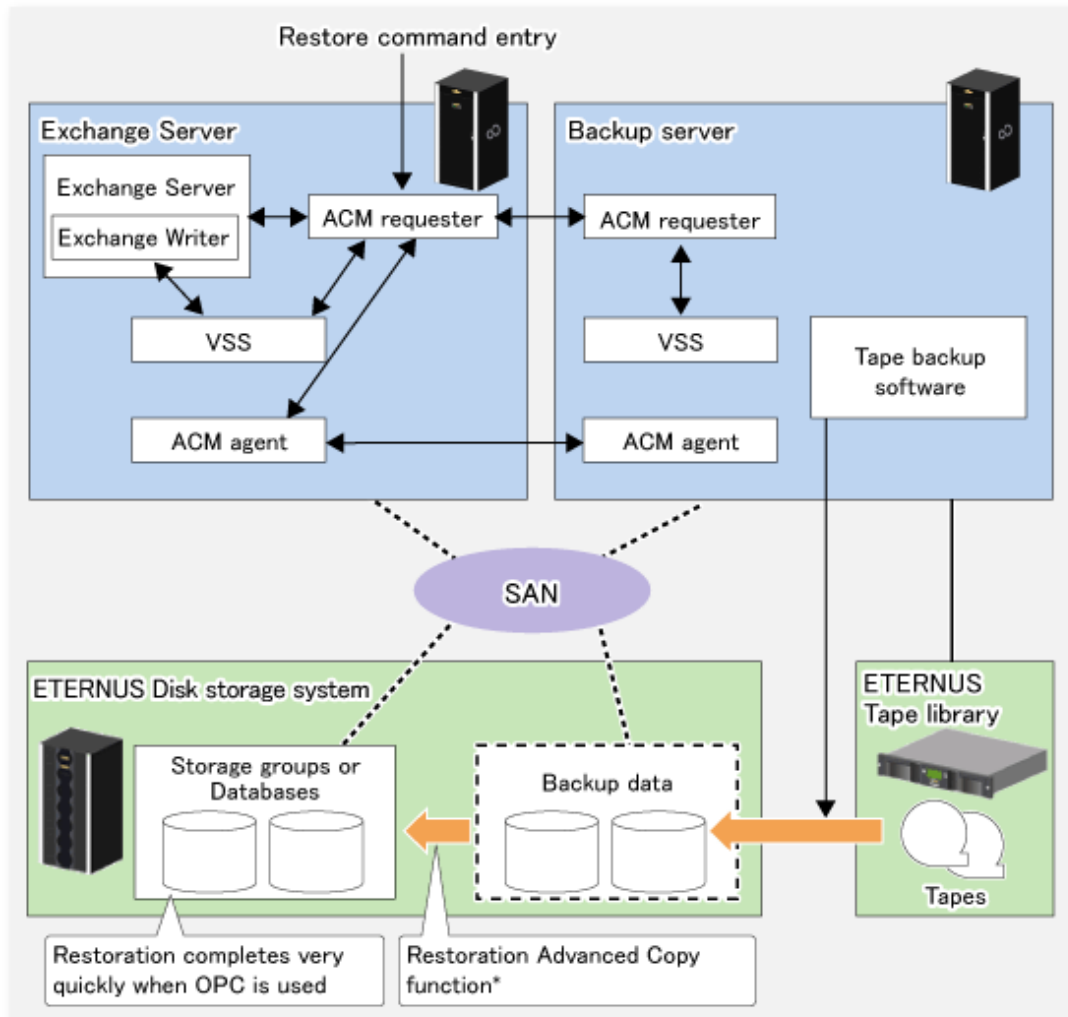 Restore command entry
Exchange Server
Backup server
Exchange Server
Exchange Writer
ACM requester
ACM requester
VSS
VSS
Tape backup
software
ACM agent
ACM agent
SAN
ETERNUS Disk storage system
ETERNUS
Tape library
Storage groups or
Databases
Backup data
Tapes
Restoration completes very
quickly when OPC is used
Restoration Advanced Copy
function*